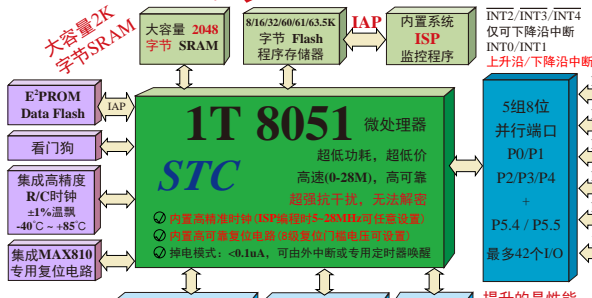 大容量2K
字节SRAM
大容量 2048
字节 SRAM
8/16/32/60/61/63.5K
字节 Flash
程序存储器
IAP
内置系统
ISP
监控程序
INT2/INT3/INT4
仅可下降沿中断
INT0/INT1
上升沿/下降沿中断
E²PROM
Data Flash
IAP
看门狗
集成高精度
R/C时钟
±1%温飘
-40℃ ~ +85℃
集成MAX810
专用复位电路
1T 8051 微处理器
STC
超低功耗，超低价
高速(0-28M)，高可靠
超强抗干扰，无法解密
内置高精准时钟(ISP编程时5-28MHz可任意设置)
内置高可靠复位电路(8级复位门槛电压可设置)
掉电模式：<0.1uA，可由外中断或专用定时器唤醒
5组8位
并行端口
P0/P1
P2/P3/P4
+
P5.4 / P5.5
最多42个I/O
提升的是性能